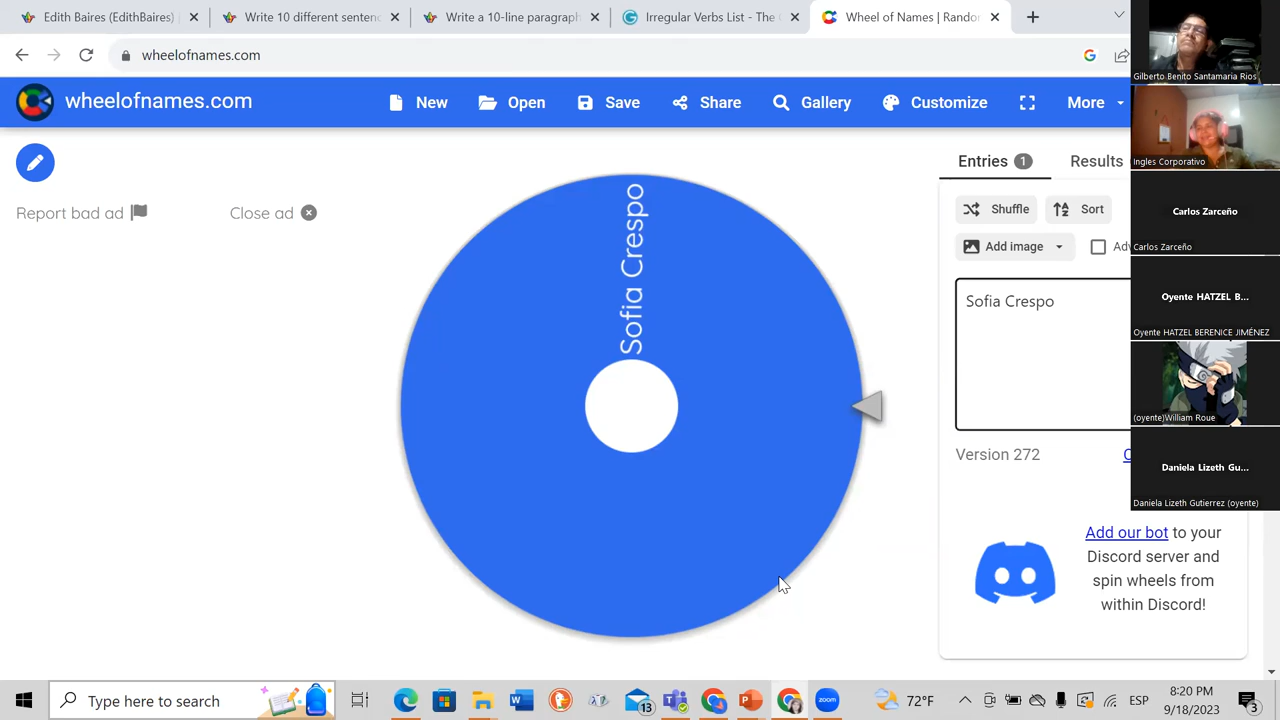 Edith Baires (EdithBaires)
Write 10 different sentenc
Write a 10-line paragraph
Irregular Verbs List - The
Wheel of Names | Rando
wheelofnames.com
wheelofnames.com
New
Open
Save
Share
Gallery
Customize
More
Report bad ad
Close ad
Sofia Crespo
Entries 1
Results
Shuffle
Sort
Add image
Adv
Sofia Crespo
Version 272
Add our bot to your
Discord server and
spin wheels from
within Discord!
Gilberto Benito Santamaria Rios
Ingles Corporativo
Carlos Zarceño
Carlos Zarceño
Oyente HATZEL B...
Oyente HATZEL BERENICE JIMÉNEZ
(oyente)William Roue
Daniela Lizeth Gu...
Daniela Lizeth Gutierrez (oyente)
Type here to search
13
zoom
72°F
ESP
8:20 PM
9/18/2023
3